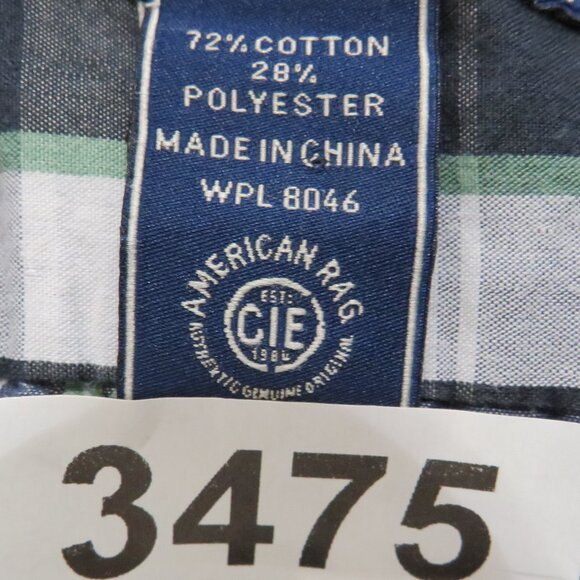 72% COTTON
28%
POLYESTER
MADE IN CHINA
WPL 8046
AMERICAN RAG
EST:
CIE
1984
AUTHENTIC GENUINE ORIGINAL
3475